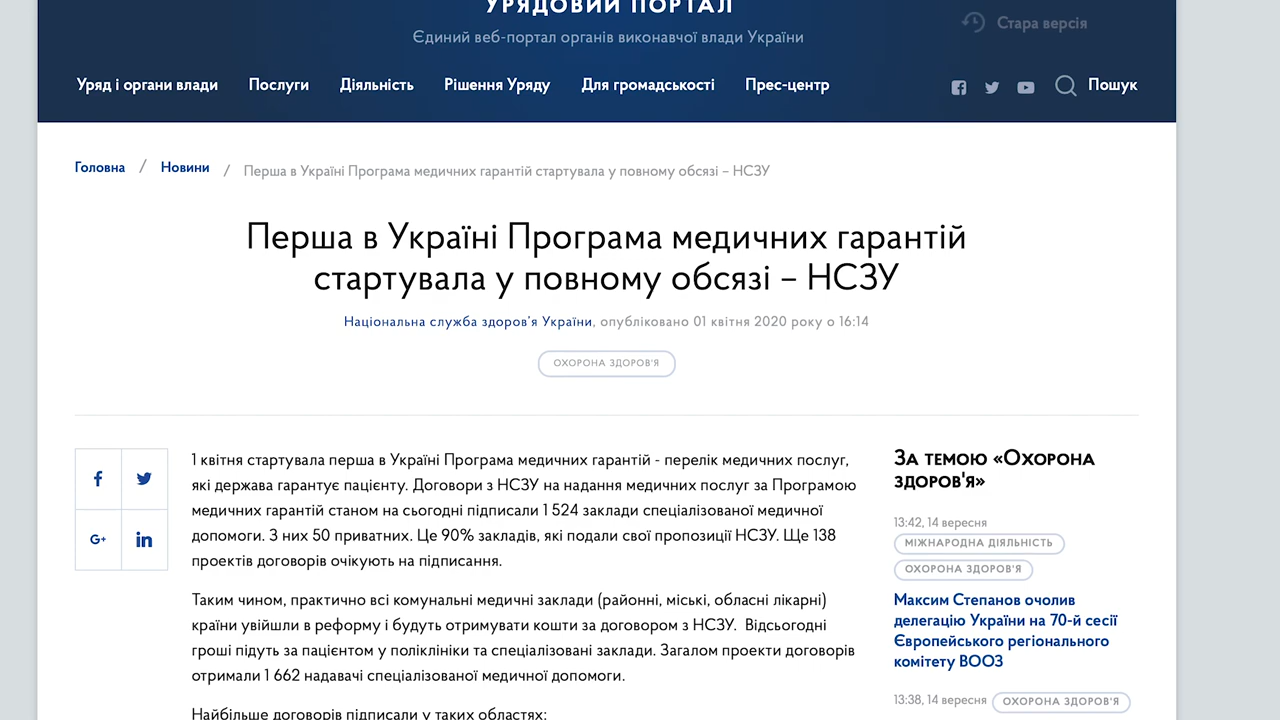 УРЯДОВИЙ ПОРТАЛ
Єдиний веб-портал органів виконавчої влади України
Стара версія
Уряд і органи влади Послуги Діяльність Рішення Уряду Для громадськості Прес-центр Пошук
Головна / Новини / Перша в Україні Програма медичних гарантій стартувала у повному обсязі – НСЗУ
Перша в Україні Програма медичних гарантій
стартувала у повному обсязі – НСЗУ
Національна служба здоров'я України, опубліковано 01 квітня 2020 року о 16:14
ОХОРОНА ЗДОРОВ'Я
1 квітня стартувала перша в Україні Програма медичних гарантій - перелік медичних послуг,
які держава гарантує пацієнту. Договори з НСЗУ на надання медичних послуг за Програмою
медичних гарантій станом на сьогодні підписали 1 524 заклади спеціалізованої медичної
допомоги. З них 50 приватних. Це 90% закладів, які подали свої пропозиції НСЗУ. Ще 138
проектів договорів очікують на підписання.
Таким чином, практично всі комунальні медичні заклади (районні, міські, обласні лікарні)
країни увійшли в реформу і будуть отримувати кошти за договором з НСЗУ. Відсьогодні
гроші підуть за пацієнтом у поліклініки та спеціалізовані заклади. Загалом проекти договорів
отримали 1 662 надавачі спеціалізованої медичної допомоги.
Найбільше договорів підписали у таких областях:
За темою «Охорона
здоров'я»
13:42, 14 вересня
МІЖНАРОДНА ДІЯЛЬНІСТЬ
ОХОРОНА ЗДОРОВ'Я
Максим Степанов очолив
делегацію України на 70-й сесії
Європейського регіонального
комітету ВООЗ
13:38, 14 вересня ОХОРОНА ЗДОРОВ'Я